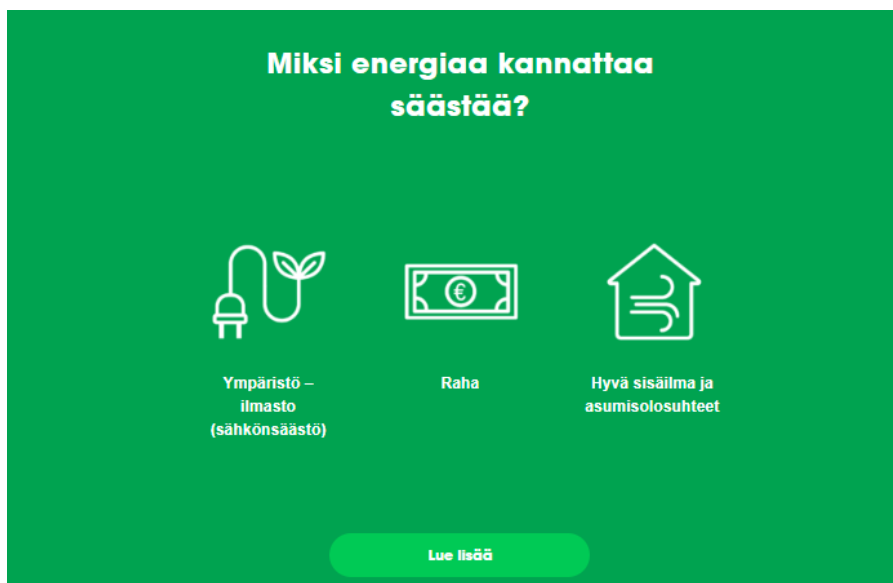 Miksi energiaa kannattaa
säästää?
€
Ympäristö –
ilmasto
(sähkönsäästö)
Raha
Hyvä sisäilma ja
asumisolosuhteet
Lue lisää